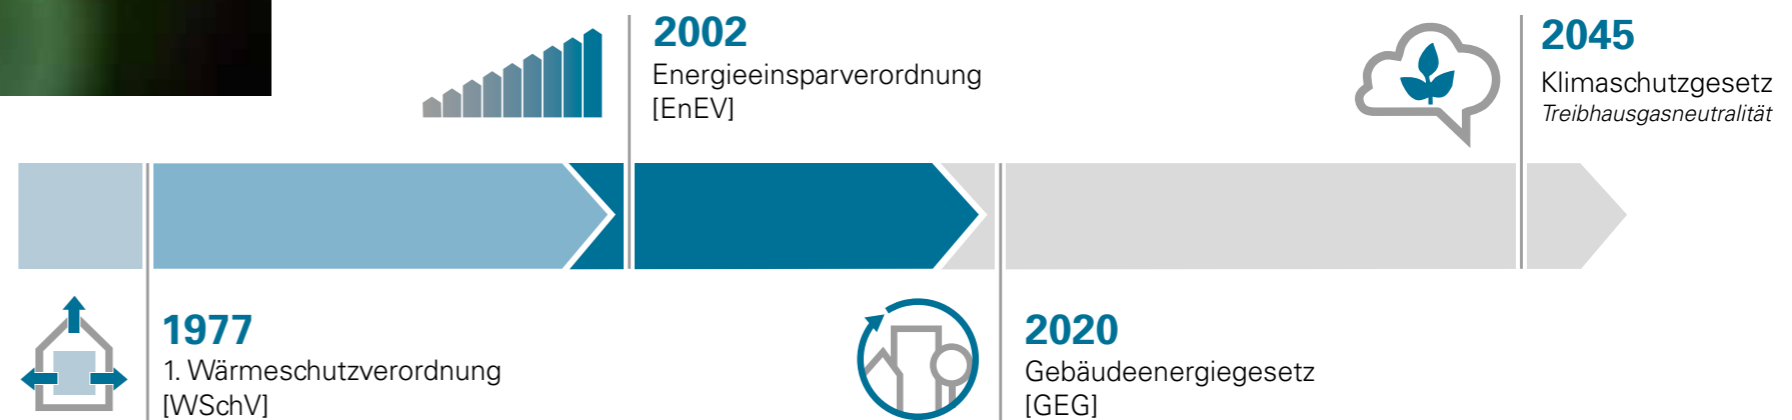 2002
Energieeinsparverordnung
[EnEV]
2045
Klimaschutzgesetz
Treibhausgasneutralität
1977
1. Wärmeschutzverordnung
[WSchV]
2020
Gebäudeenergiegesetz
[GEG]